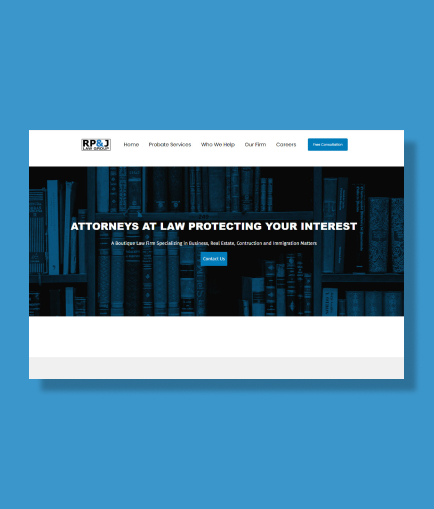 RP&J
LAW GROUP
Home Probate Services Who We Help Our Firm Careers Free Consultation
ATTORNEYS AT LAW PROTECTING YOUR INTEREST
A Boutique Law Firm Specializing in Business, Real Estate, Contruction and Immigration Matters
Contact Us